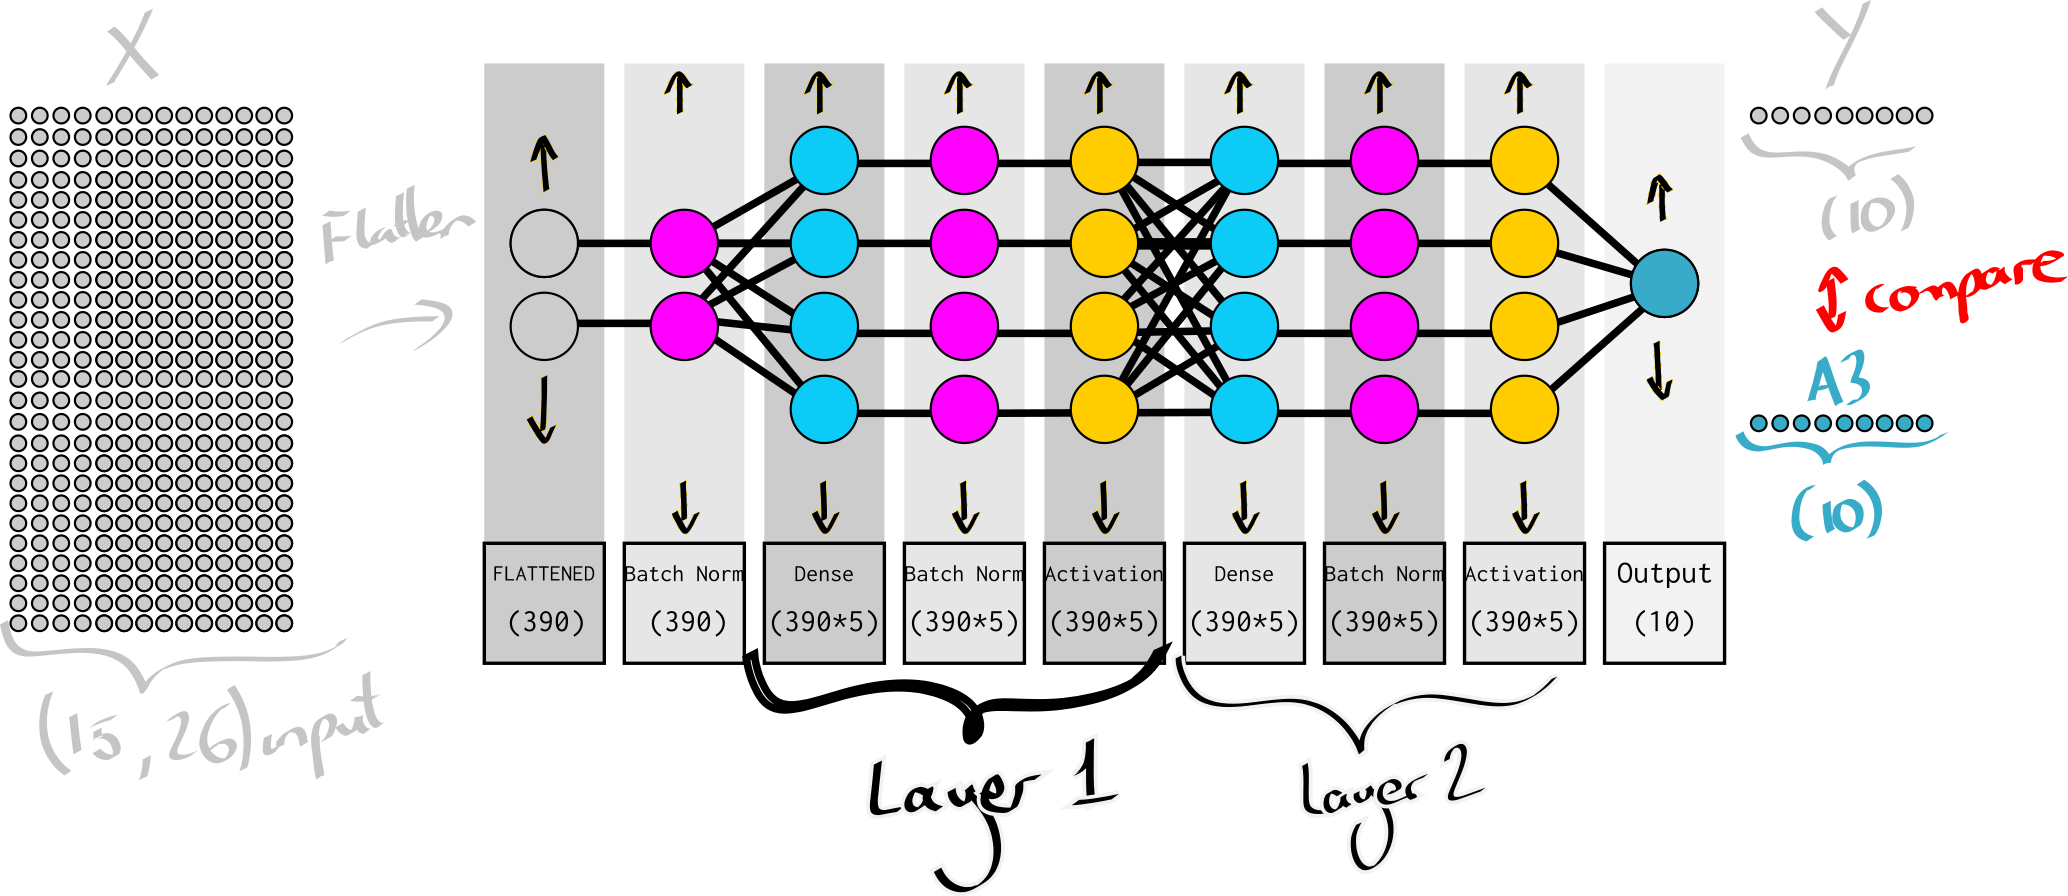 X
Y
Flatten
(10)
compare
A3
(10)
FLATTENED
(390)
Batch Norm
(390)
Dense
(390*5)
Batch Norm
(390*5)
Activation
(390*5)
Dense
(390*5)
Batch Norm
(390*5)
Activation
(390*5)
Output
(10)
(15,26) input
Layer 1
Layer 2